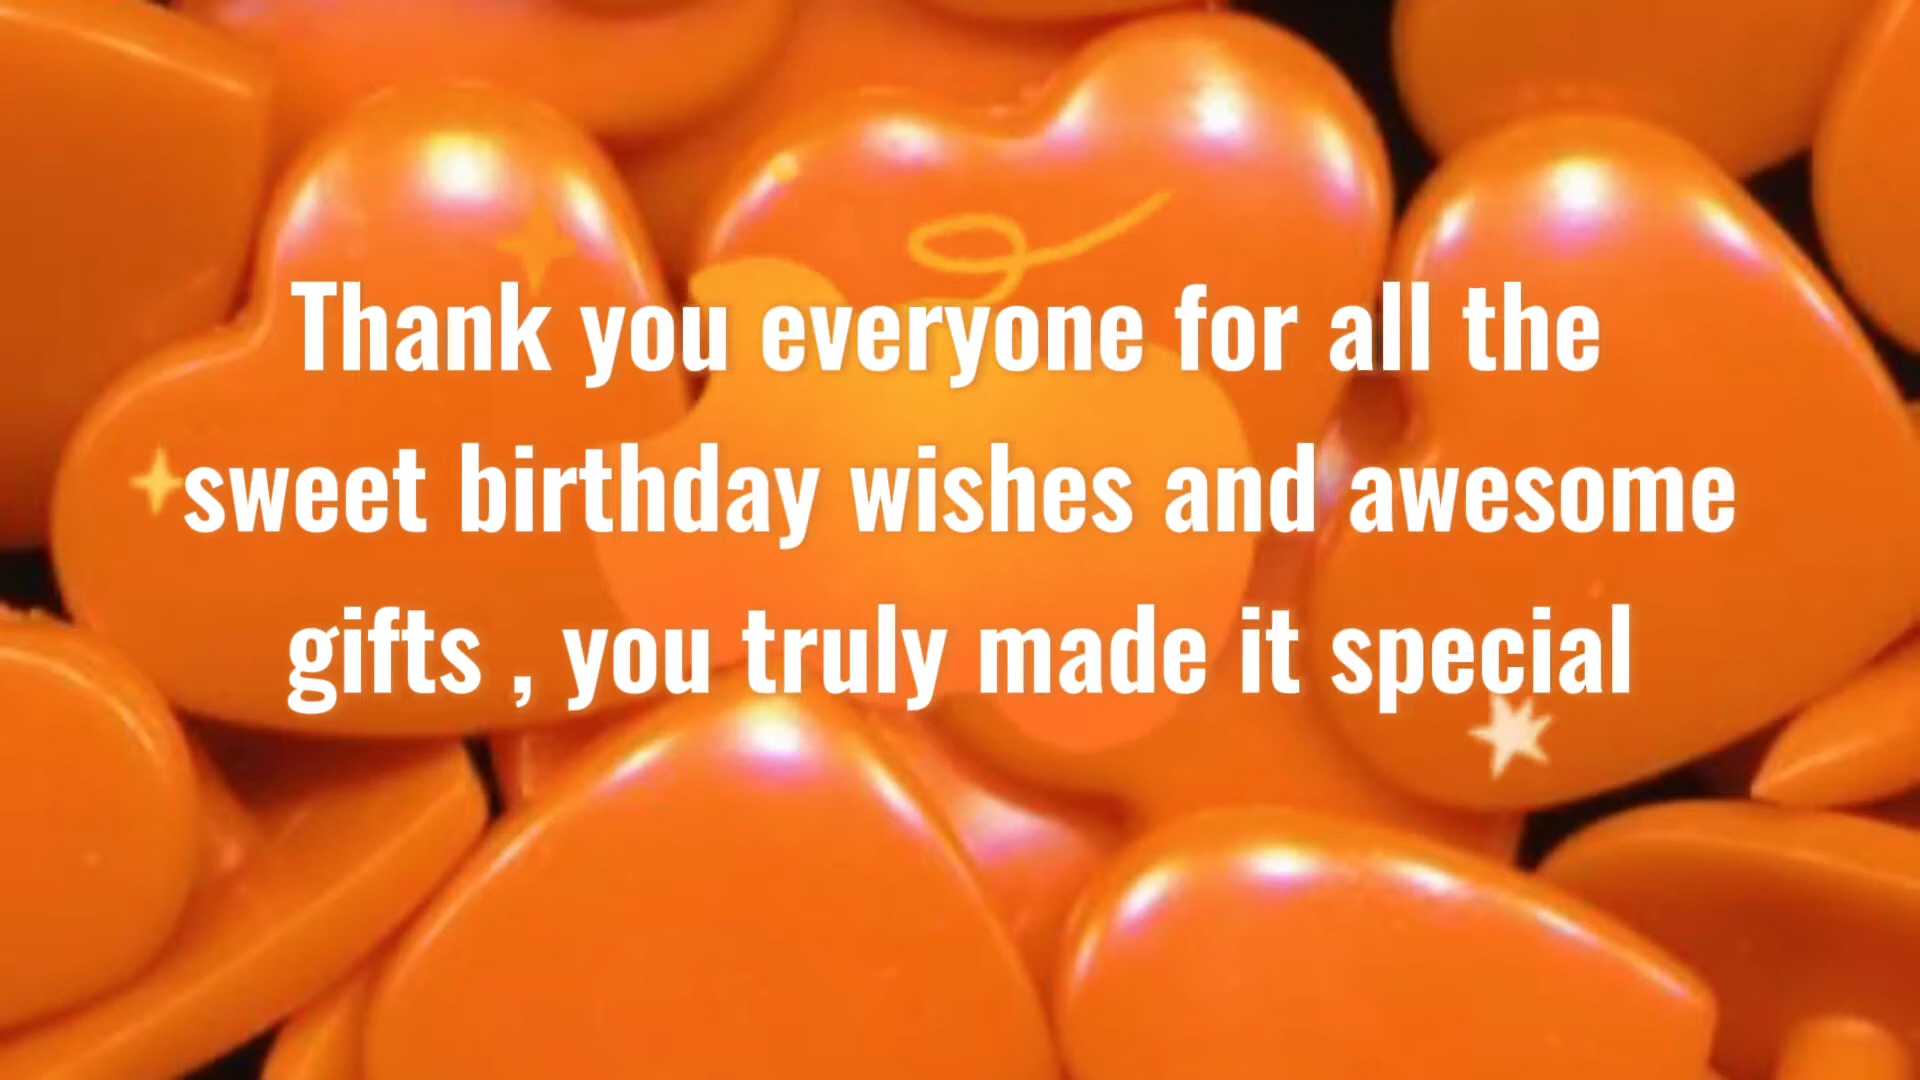 Thank you everyone for all the
sweet birthday wishes and awesome
gifts , you truly made it special